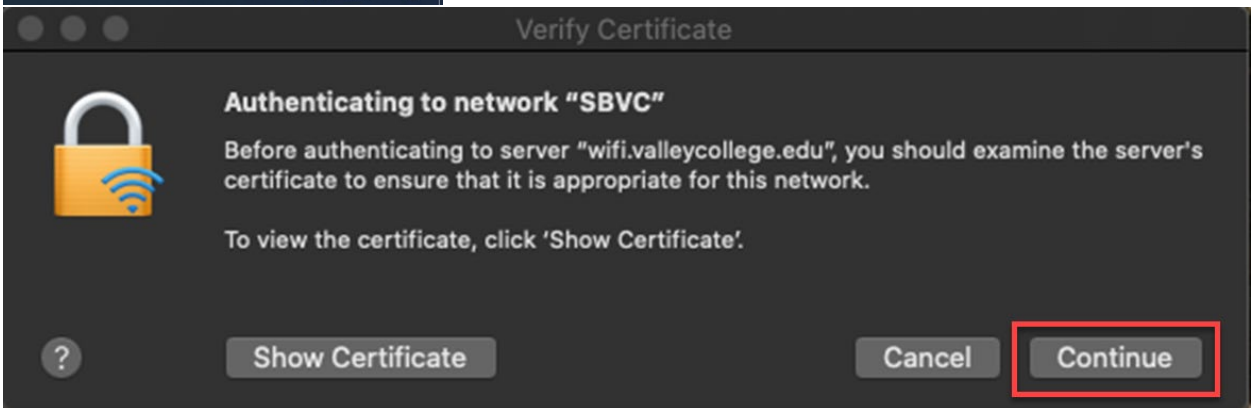 Verify Certificate
Authenticating to network “SBVC”
Before authenticating to server “wifi.valleycollege.edu”, you should examine the server's
certificate to ensure that it is appropriate for this network.
To view the certificate, click ‘Show Certificate’.
? Show Certificate Cancel Continue